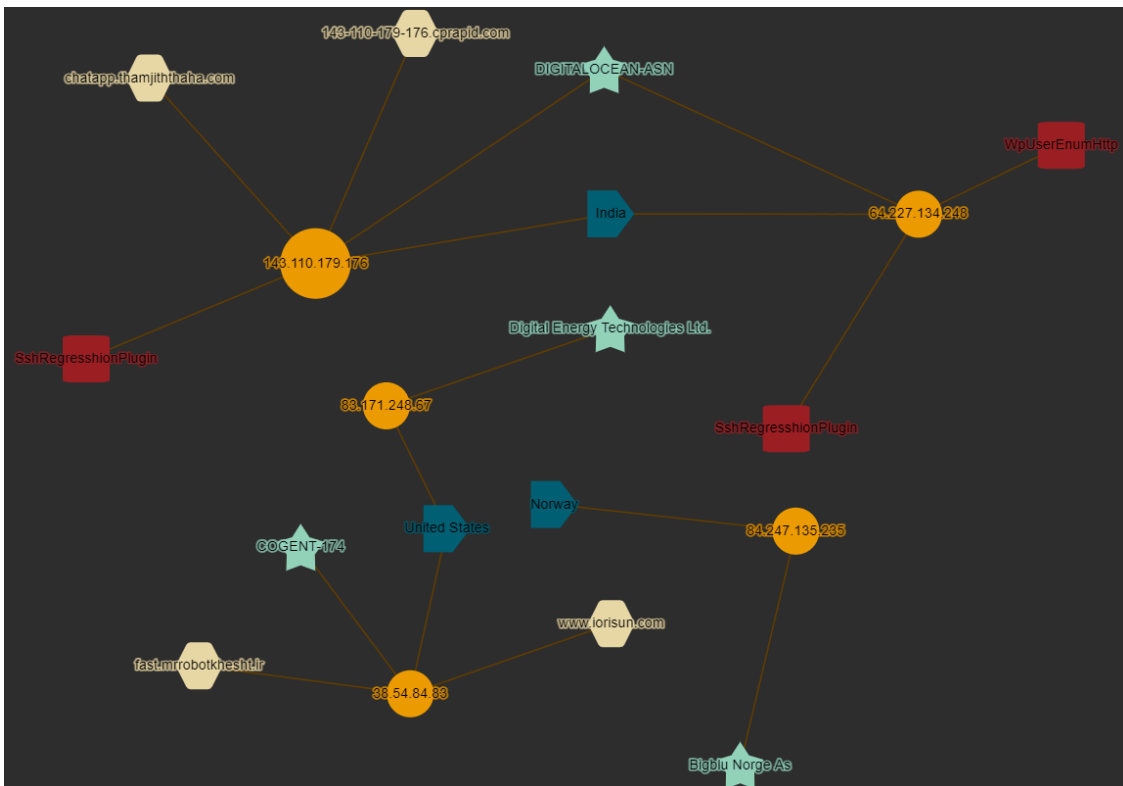 143-110-179-176.cprapid.com
chatapp.thamjiththaha.com
DIGITALOCEAN-ASN
WpUserEnumHttp
India
64.227.134.248
143.110.179.176
Digital Energy Technologies Ltd.
SshRegresshionPlugin
83.171.248.67
SshRegresshionPlugin
Norway
United States
84.247.135.235
COGENT-174
www.iorisun.com
fast.mrrobotkhesht.ir
38.54.84.83
Bigblu Norge As